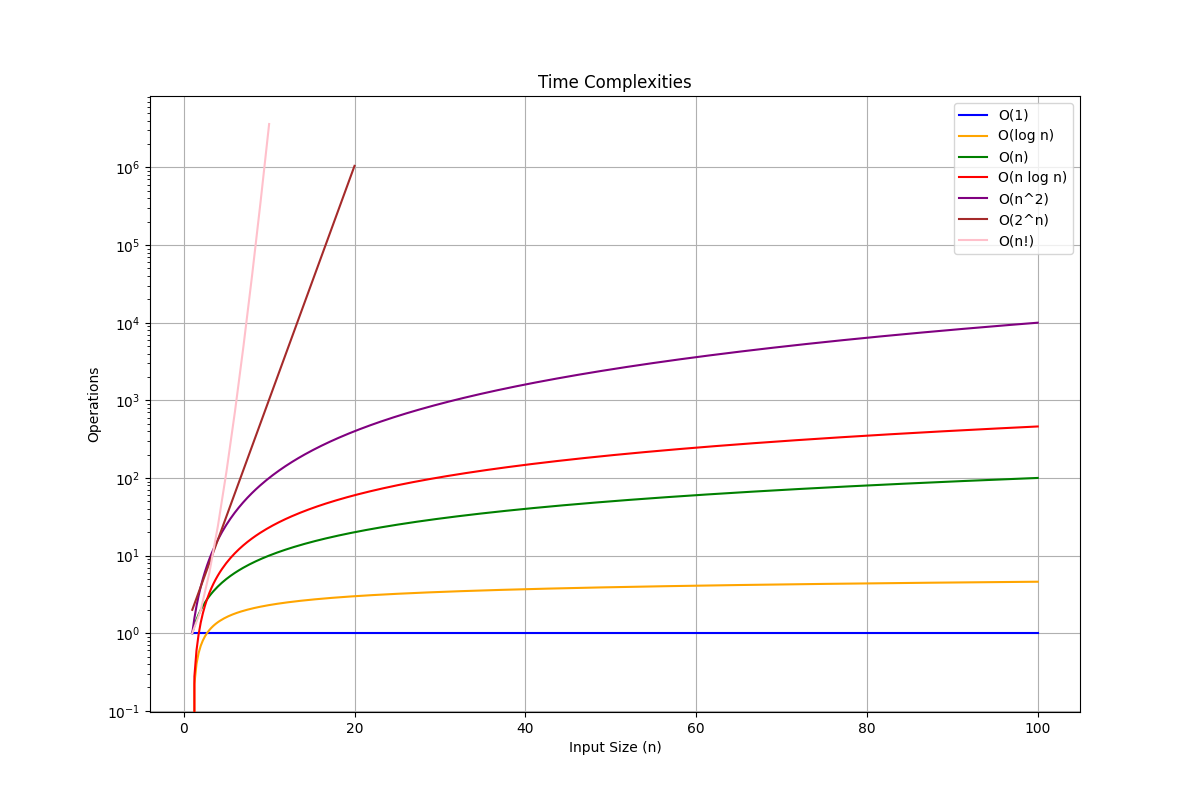 Time Complexities
O(1)
O(log n)
O(n)
O(n log n)
O(n^2)
O(2^n)
O(n!)
10⁶
10⁵
10⁴
10³
10²
10¹
10⁰
10⁻¹
Operations
0 20 40 60 80 100
Input Size (n)